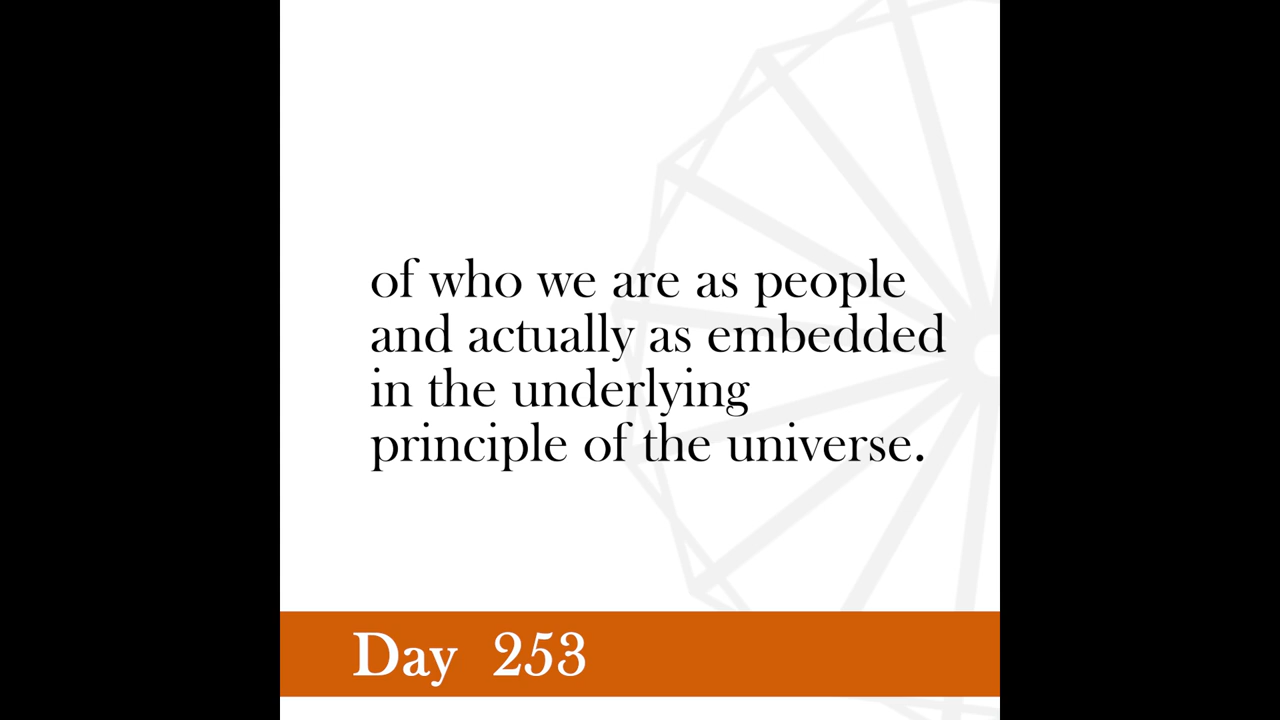 of who we are as people
and actually as embedded
in the underlying
principle of the universe.
Day 253